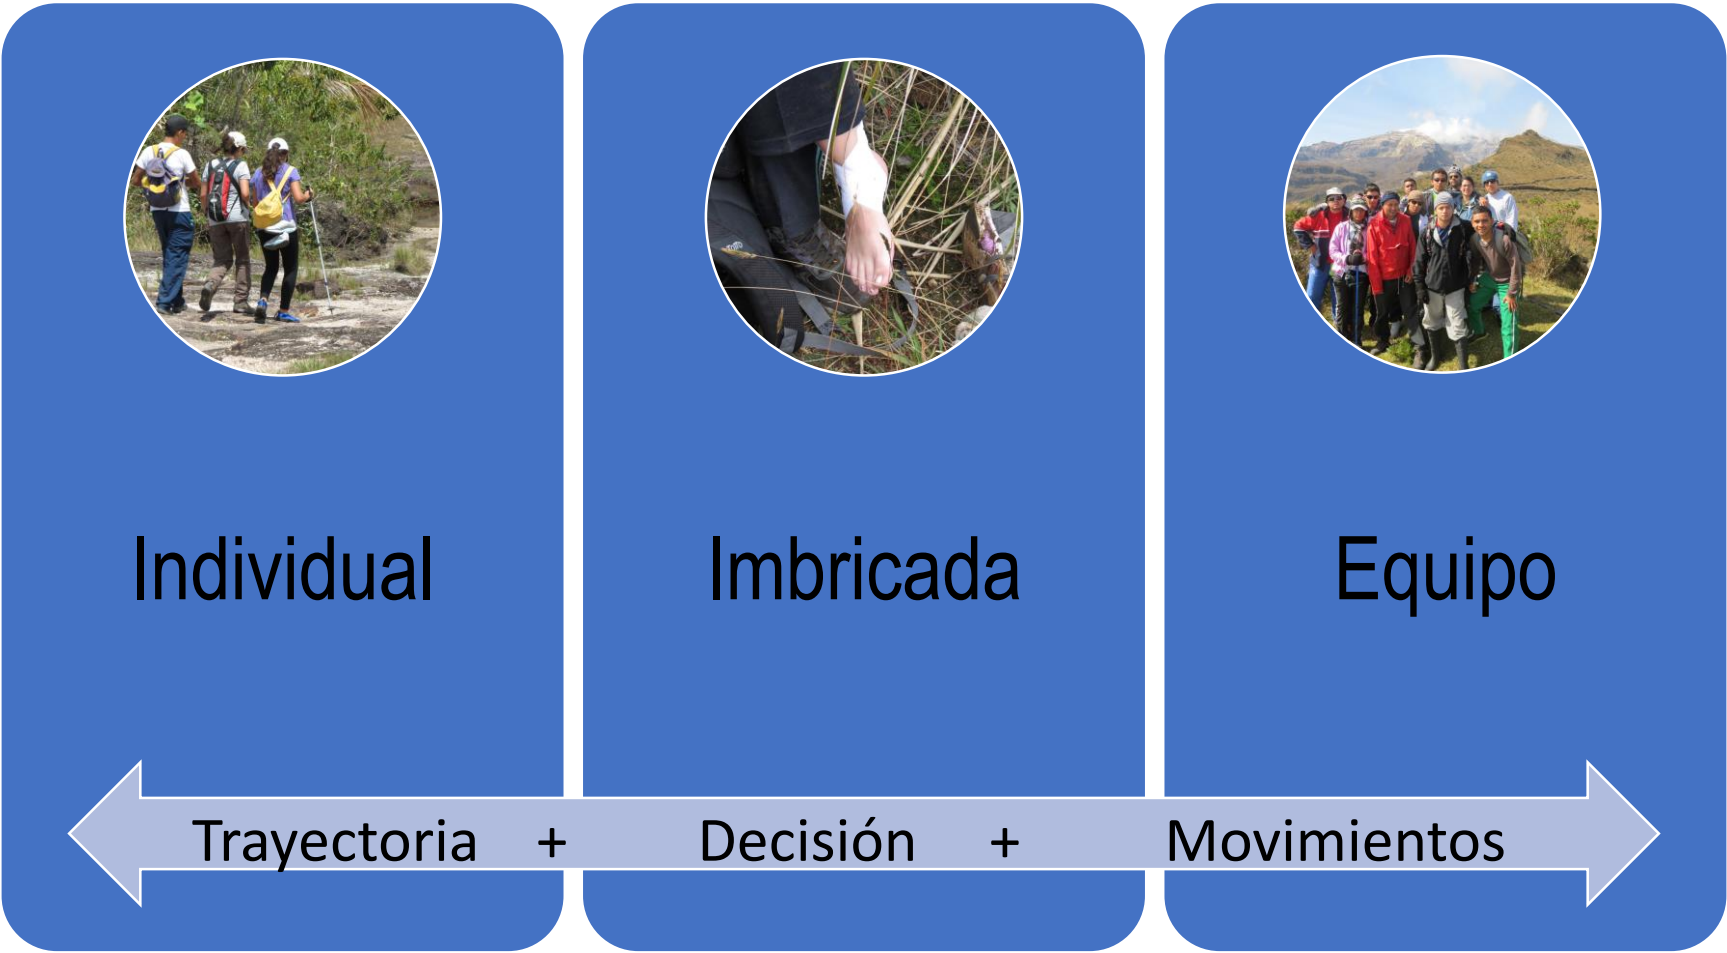 Individual
Imbricada
Equipo
Trayectoria + Decisión + Movimientos